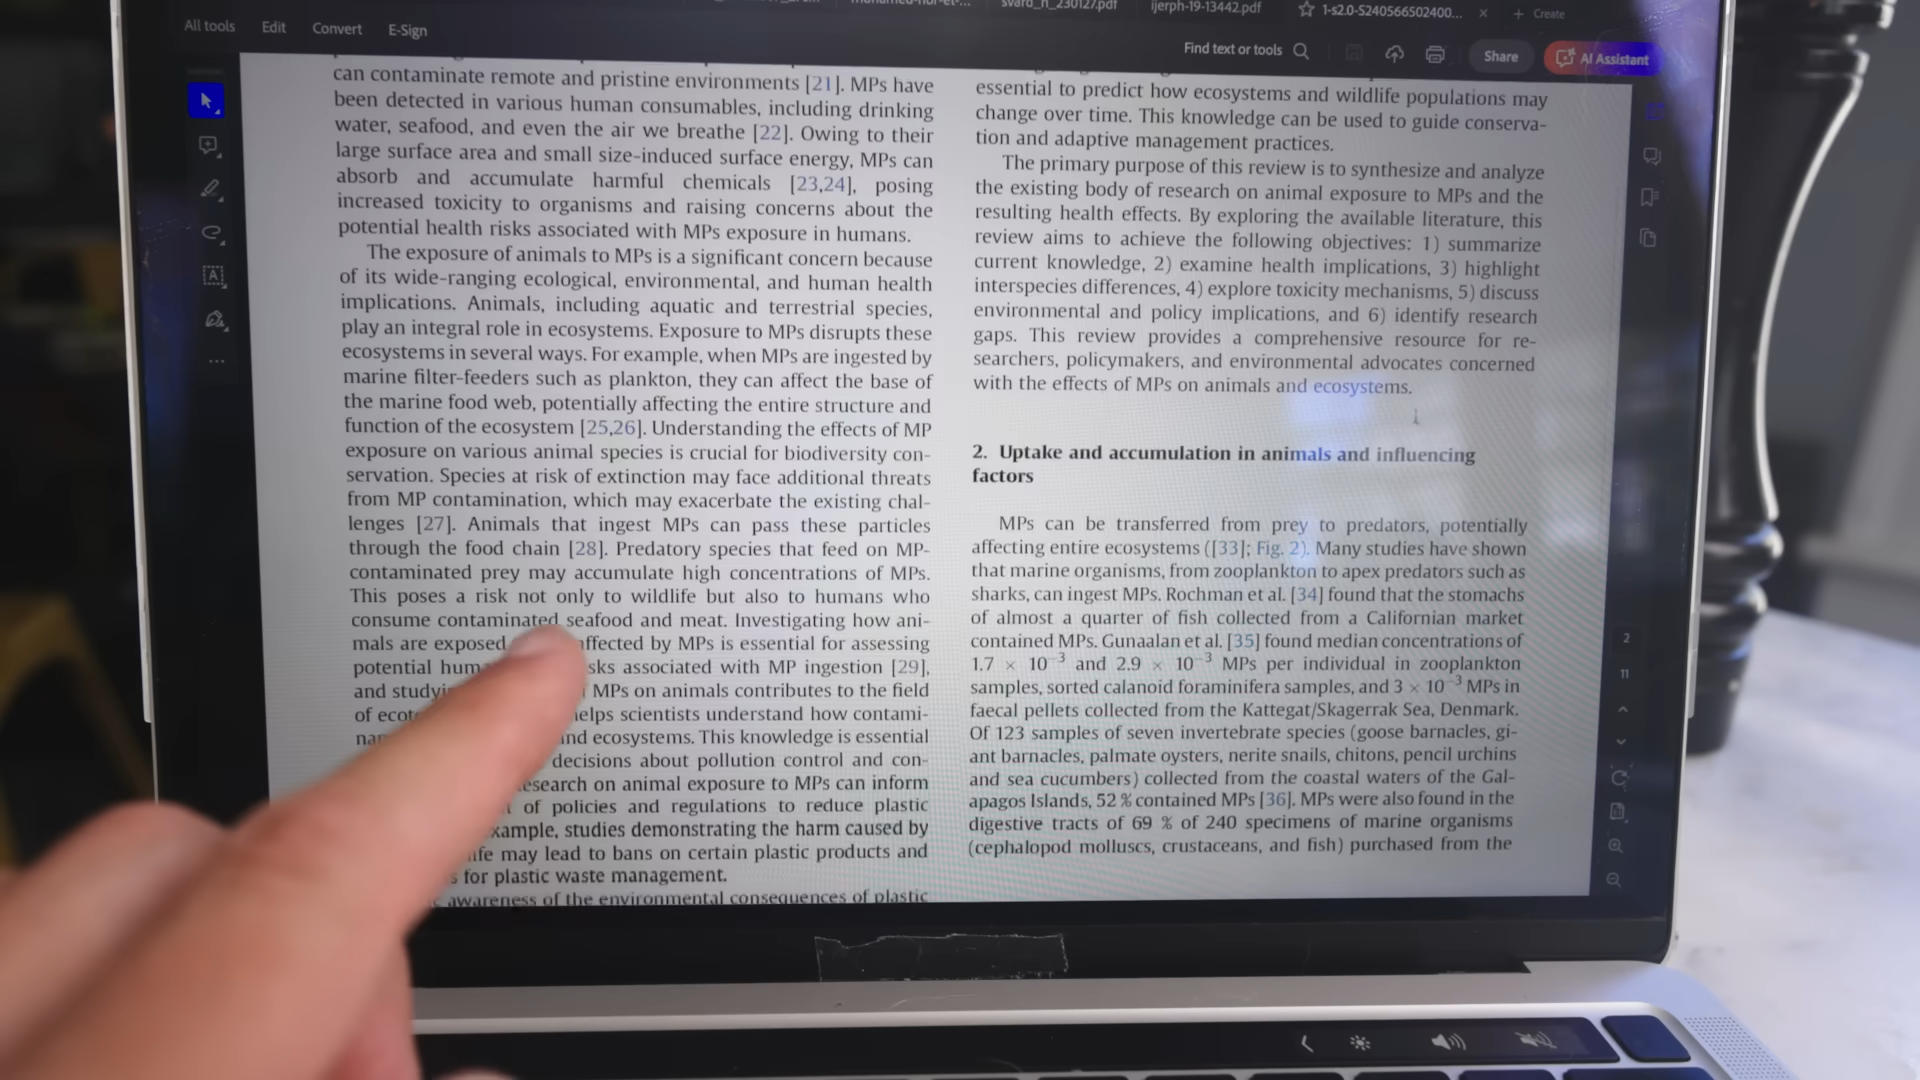 svard_n_230127.pdf
ijerph-19-13442.pdf
1-s2.0-S240566502400...
Create
All tools
Edit
Convert
E-Sign
Find text or tools
Share
AI Assistant
can contaminate remote and pristine environments [21]. MPs have
been detected in various human consumables, including drinking
water, seafood, and even the air we breathe [22]. Owing to their
large surface area and small size-induced surface energy, MPs can
absorb and accumulate harmful chemicals [23,24], posing
increased toxicity to organisms and raising concerns about the
potential health risks associated with MPs exposure in humans.
The exposure of animals to MPs is a significant concern because
of its wide-ranging ecological, environmental, and human health
implications. Animals, including aquatic and terrestrial species,
play an integral role in ecosystems. Exposure to MPs disrupts these
ecosystems in several ways. For example, when MPs are ingested by
marine filter-feeders such as plankton, they can affect the base of
the marine food web, potentially affecting the entire structure and
function of the ecosystem [25,26]. Understanding the effects of MP
exposure on various animal species is crucial for biodiversity con-
servation. Species at risk of extinction may face additional threats
from MP contamination, which may exacerbate the existing chal-
lenges [27]. Animals that ingest MPs can pass these particles
through the food chain [28]. Predatory species that feed on MP-
contaminated prey may accumulate high concentrations of MPs.
This poses a risk not only to wildlife but also to humans who
consume contaminated seafood and meat. Investigating how ani-
mals are exposed affected by MPs is essential for assessing
potential associated with MP ingestion [29],
and MPs on animals contributes to the field
of helps scientists understand how contami-
and ecosystems. This knowledge is essential
decisions about pollution control and con-
research on animal exposure to MPs can inform
of policies and regulations to reduce plastic
example, studies demonstrating the harm caused by
may lead to bans on certain plastic products and
for plastic waste management.
awareness of the environmental consequences of plastic
essential to predict how ecosystems and wildlife populations may
change over time. This knowledge can be used to guide conserva-
tion and adaptive management practices.
The primary purpose of this review is to synthesize and analyze
the existing body of research on animal exposure to MPs and the
resulting health effects. By exploring the available literature, this
review aims to achieve the following objectives: 1) summarize
current knowledge, 2) examine health implications, 3) highlight
interspecies differences, 4) explore toxicity mechanisms, 5) discuss
environmental and policy implications, and 6) identify research
gaps. This review provides a comprehensive resource for re-
searchers, policymakers, and environmental advocates concerned
with the effects of MPs on animals and ecosystems.
2. Uptake and accumulation in animals and influencing
factors
MPs can be transferred from prey to predators, potentially
affecting entire ecosystems ([33]; Fig. 2). Many studies have shown
that marine organisms, from zooplankton to apex predators such as
sharks, can ingest MPs. Rochman et al. [34] found that the stomachs
of almost a quarter of fish collected from a Californian market
contained MPs. Gunaalan et al. [35] found median concentrations of
1.7 × 10⁻³ and 2.9 × 10⁻³ MPs per individual in zooplankton
samples, sorted calanoid foraminifera samples, and 3 × 10⁻³ MPs in
faecal pellets collected from the Kattegat/Skagerrak Sea, Denmark.
Of 123 samples of seven invertebrate species (goose barnacles, gi-
ant barnacles, palmate oysters, nerite snails, chitons, pencil urchins
and sea cucumbers) collected from the coastal waters of the Gal-
apagos Islands, 52 % contained MPs [36]. MPs were also found in the
digestive tracts of 69 % of 240 specimens of marine organisms
(cephalopod molluscs, crustaceans, and fish) purchased from the
2
11